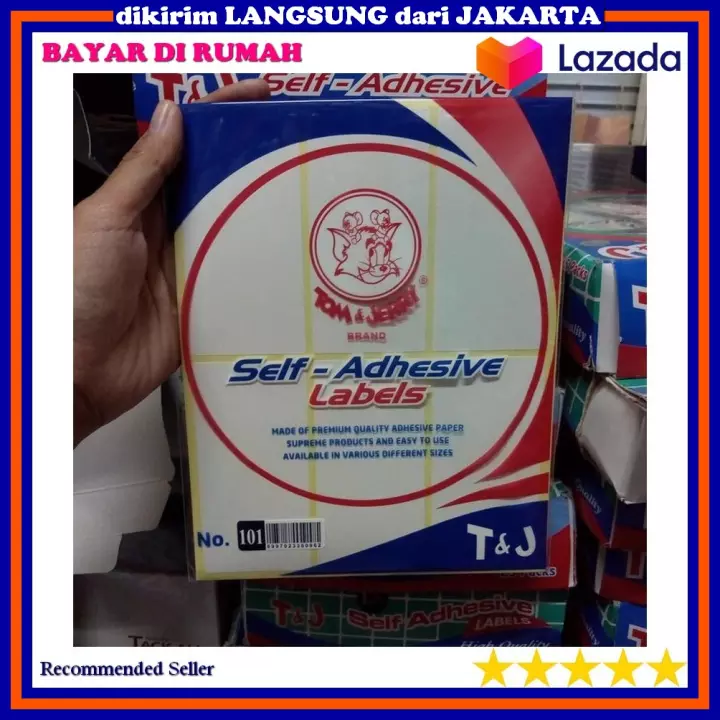 dikirim LANGSUNG dari JAKARTA
BAYAR DI RUMAH
Lazada
T&J Self - Adhesive
TOM & JERRY®
BRAND
Self - Adhesive
Labels
MADE OF PREMIUM QUALITY ADHESIVE PAPER
SUPREME PRODUCTS AND EASY TO USE
AVAILABLE IN VARIOUS DIFFERENT SIZES
No. 101
T&J
T&J Self Adhesive
LABELS
High Quality
Recommended Seller